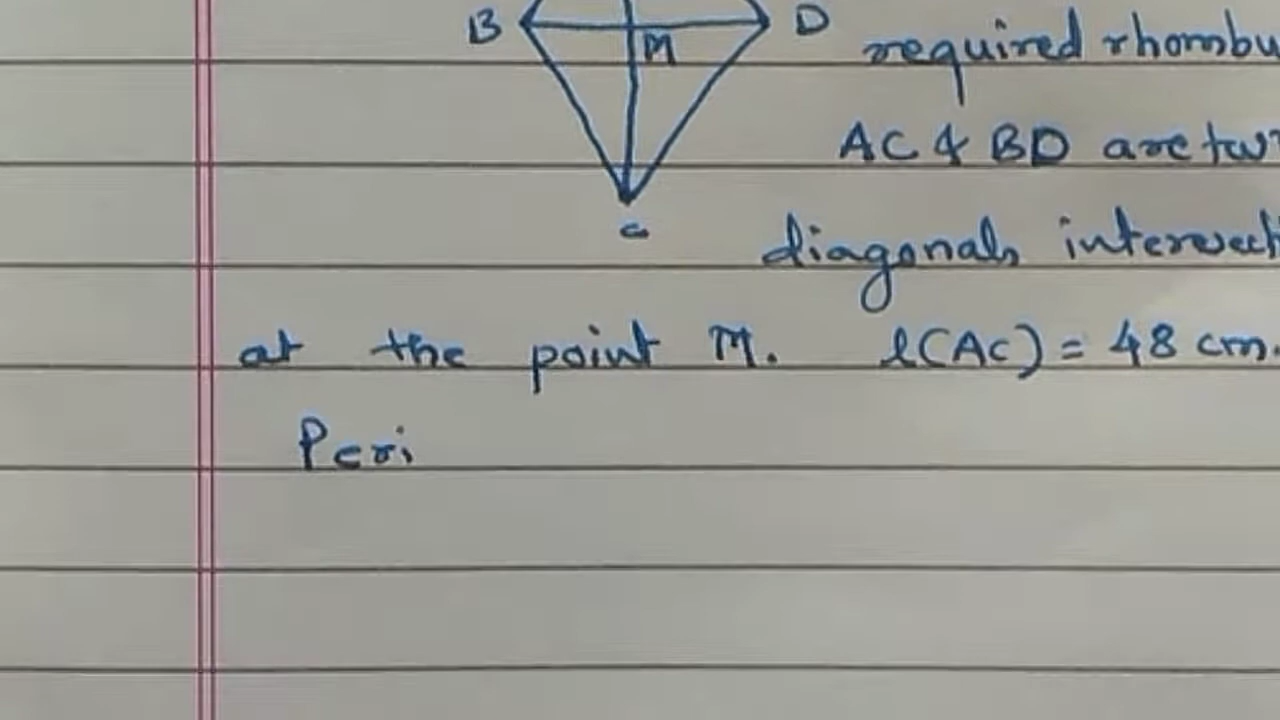 B M D required rhombu
AC & BD are tw
C diagonals intersect
at the point M. l(AC) = 48 cm.
Peri